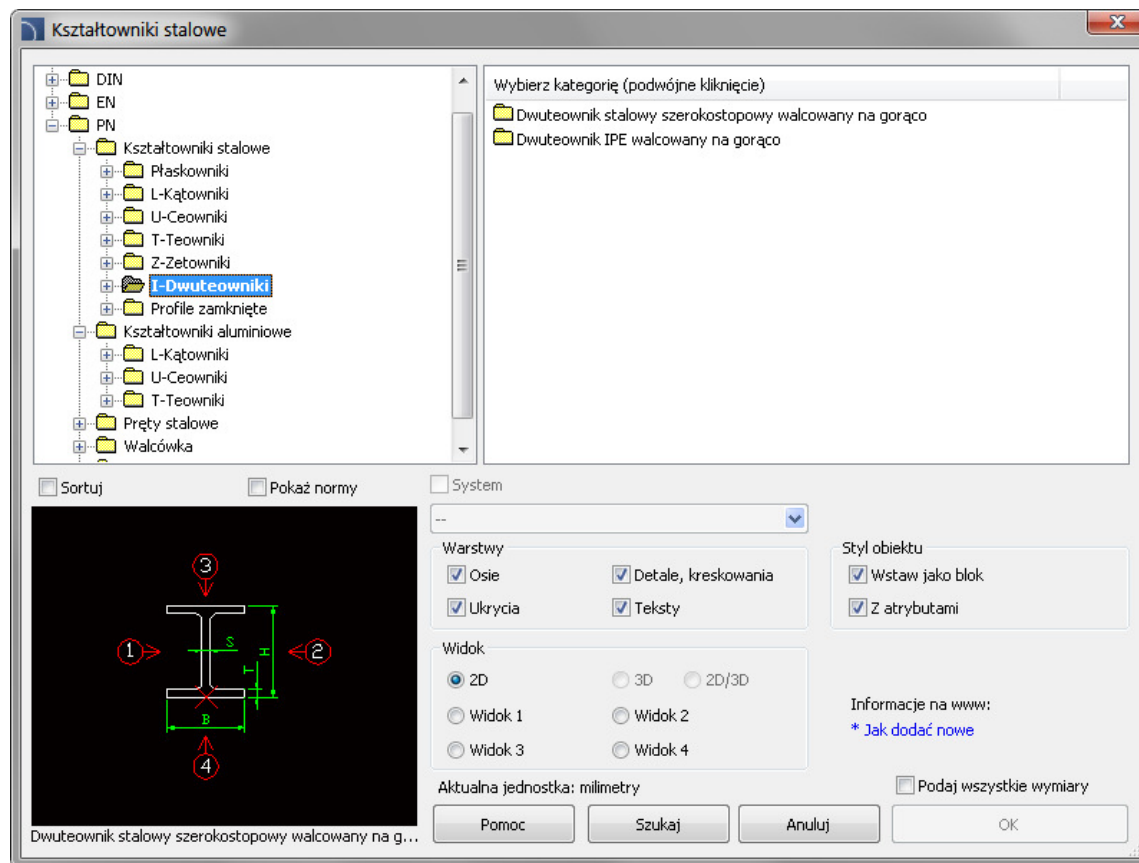 Kształtowniki stalowe
DIN
EN
PN
Kształtowniki stalowe
Płaskowniki
L-Kątowniki
U-Ceowniki
T-Teowniki
Z-Zetowniki
I-Dwuteowniki
Profile zamknięte
Kształtowniki aluminiowe
L-Kątowniki
U-Ceowniki
T-Teowniki
Pręty stalowe
Walcówka
Wybierz kategorię (podwójne kliknięcie)
Dwuteownik stalowy szerokostopowy walcowany na gorąco
Dwuteownik IPE walcowany na gorąco
Sortuj
Pokaż normy
System
--
Warstwy
Osie
Detale, kreskowania
Ukrycia
Teksty
Styl obiektu
Wstaw jako blok
Z atrybutami
Widok
2D
3D
2D/3D
Widok 1
Widok 2
Widok 3
Widok 4
Informacje na www:
* Jak dodać nowe
3
1
S
H
2
T
B
4
Aktualna jednostka: milimetry
Podaj wszystkie wymiary
Dwuteownik stalowy szerokostopowy walcowany na g...
Pomoc
Szukaj
Anuluj
OK